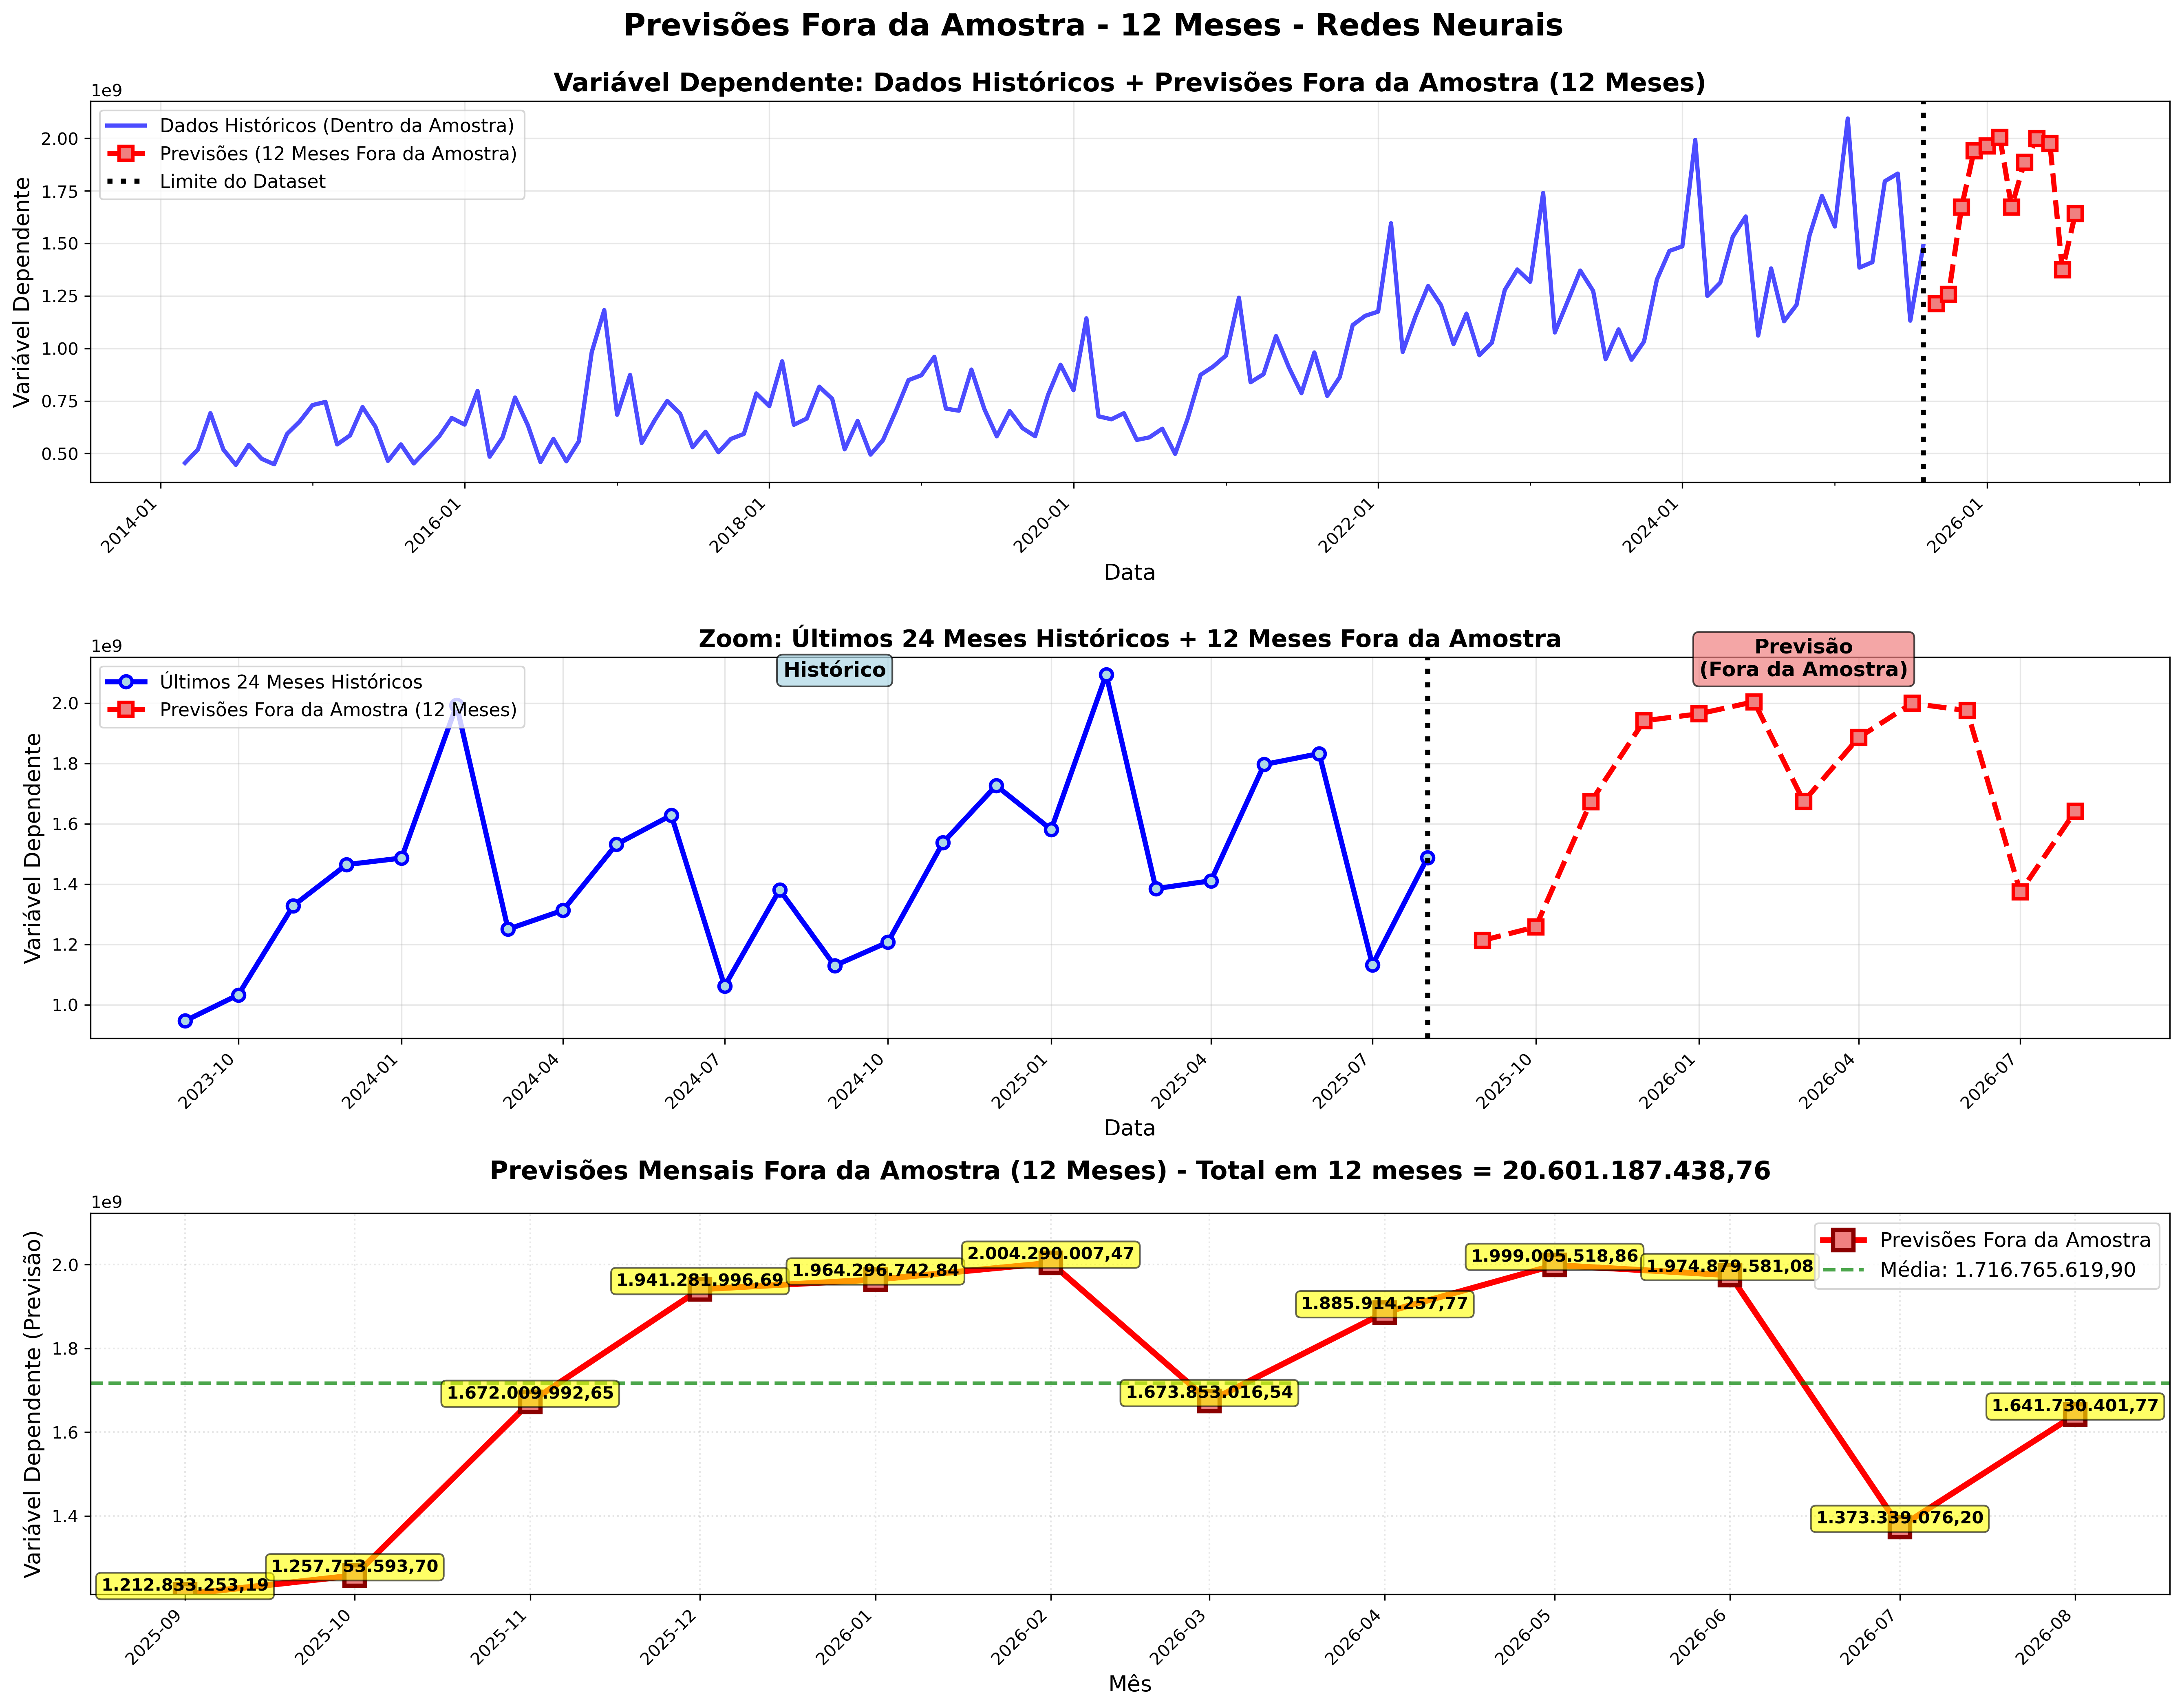 Previsões Fora da Amostra - 12 Meses - Redes Neurais
Variável Dependente: Dados Históricos + Previsões Fora da Amostra (12 Meses)
1e9
Dados Históricos (Dentro da Amostra)
Previsões (12 Meses Fora da Amostra)
Limite do Dataset
Variável Dependente
2.00
1.75
1.50
1.25
1.00
0.75
0.50
2014-01
2016-01
2018-01
2020-01
2022-01
2024-01
2026-01
Data
Zoom: Últimos 24 Meses Históricos + 12 Meses Fora da Amostra
1e9
Últimos 24 Meses Históricos
Previsões Fora da Amostra (12 Meses)
Histórico
Previsão
(Fora da Amostra)
Variável Dependente
2.0
1.8
1.6
1.4
1.2
1.0
2023-10
2024-01
2024-04
2024-07
2024-10
2025-01
2025-04
2025-07
2025-10
2026-01
2026-04
2026-07
Data
Previsões Mensais Fora da Amostra (12 Meses) - Total em 12 meses = 20.601.187.438,76
1e9
Previsões Fora da Amostra
Média: 1.716.765.619,90
Variável Dependente (Previsão)
2.0
1.8
1.6
1.4
1.212.833.253,19
1.257.753.593,70
1.672.009.992,65
1.941.281.996,69
1.964.296.742,84
2.004.290.007,47
1.673.853.016,54
1.885.914.257,77
1.999.005.518,86
1.974.879.581,08
1.373.339.076,20
1.641.730.401,77
2025-09
2025-10
2025-11
2025-12
2026-01
2026-02
2026-03
2026-04
2026-05
2026-06
2026-07
2026-08
Mês